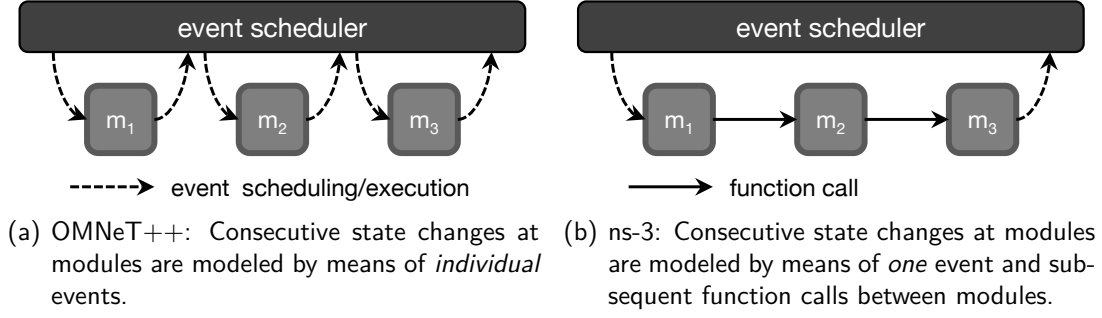 event scheduler
m1
m2
m3
event scheduling/execution
(a) OMNeT++: Consecutive state changes at
modules are modeled by means of individual
events.
event scheduler
m1
m2
m3
function call
(b) ns-3: Consecutive state changes at modules
are modeled by means of one event and sub-
sequent function calls between modules.